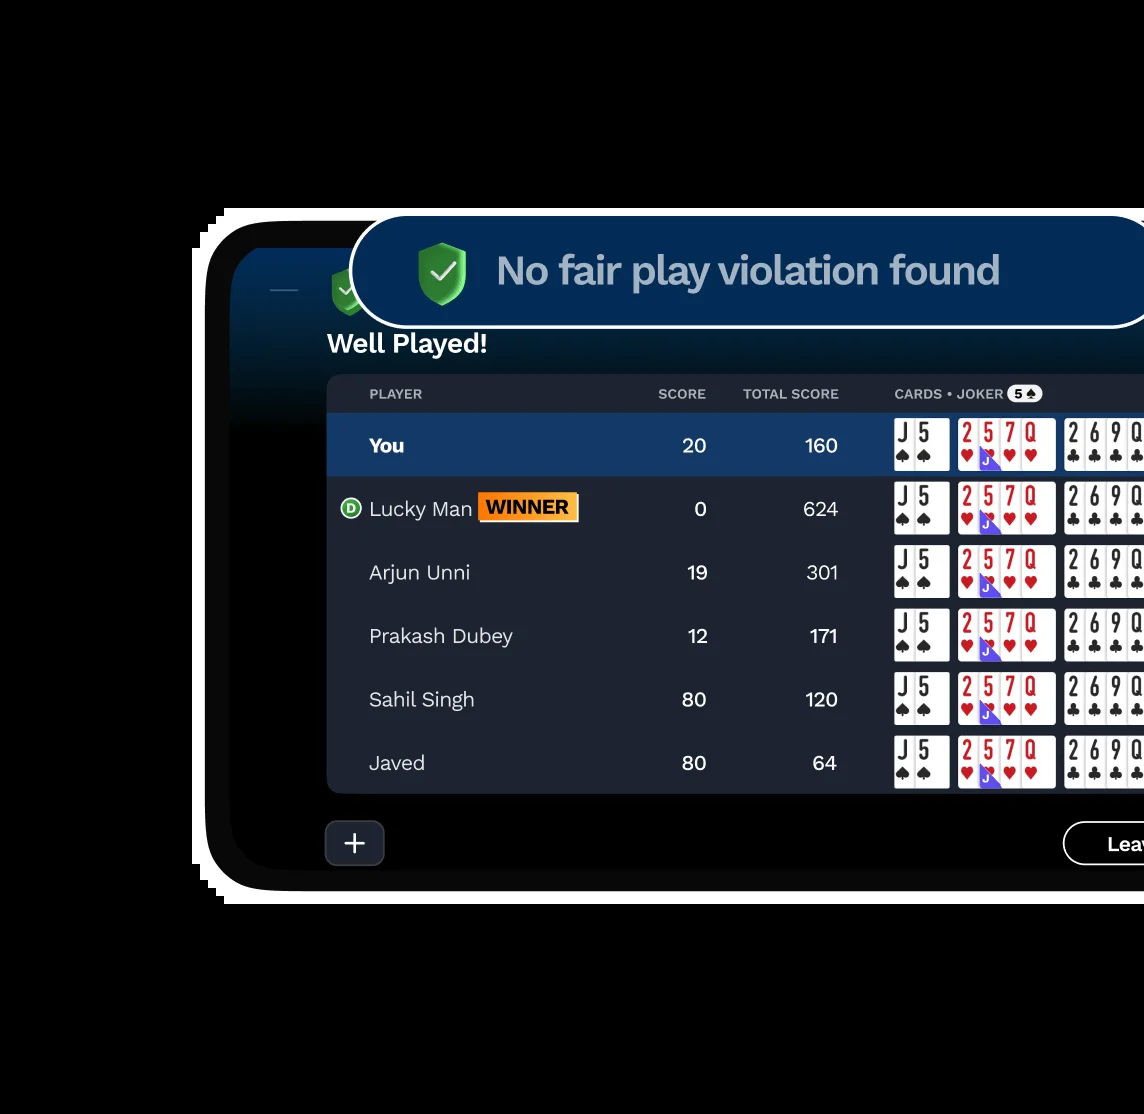 No fair play violation found
Well Played!
PLAYER SCORE TOTAL SCORE CARDS • JOKER 5♠
You 20 160 J 5 2 5 7 Q J 2 6 9 Q
D Lucky Man WINNER 0 624 J 5 2 5 7 Q J 2 6 9 Q
Arjun Unni 19 301 J 5 2 5 7 Q J 2 6 9 Q
Prakash Dubey 12 171 J 5 2 5 7 Q J 2 6 9 Q
Sahil Singh 80 120 J 5 2 5 7 Q J 2 6 9 Q
Javed 80 64 J 5 2 5 7 Q J 2 6 9 Q
+